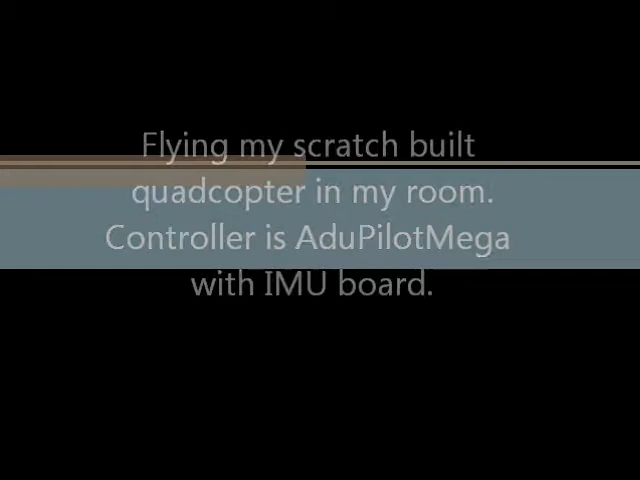 Flying my scratch built
quadcopter in my room.
Controller is AduPilotMega
with IMU board.